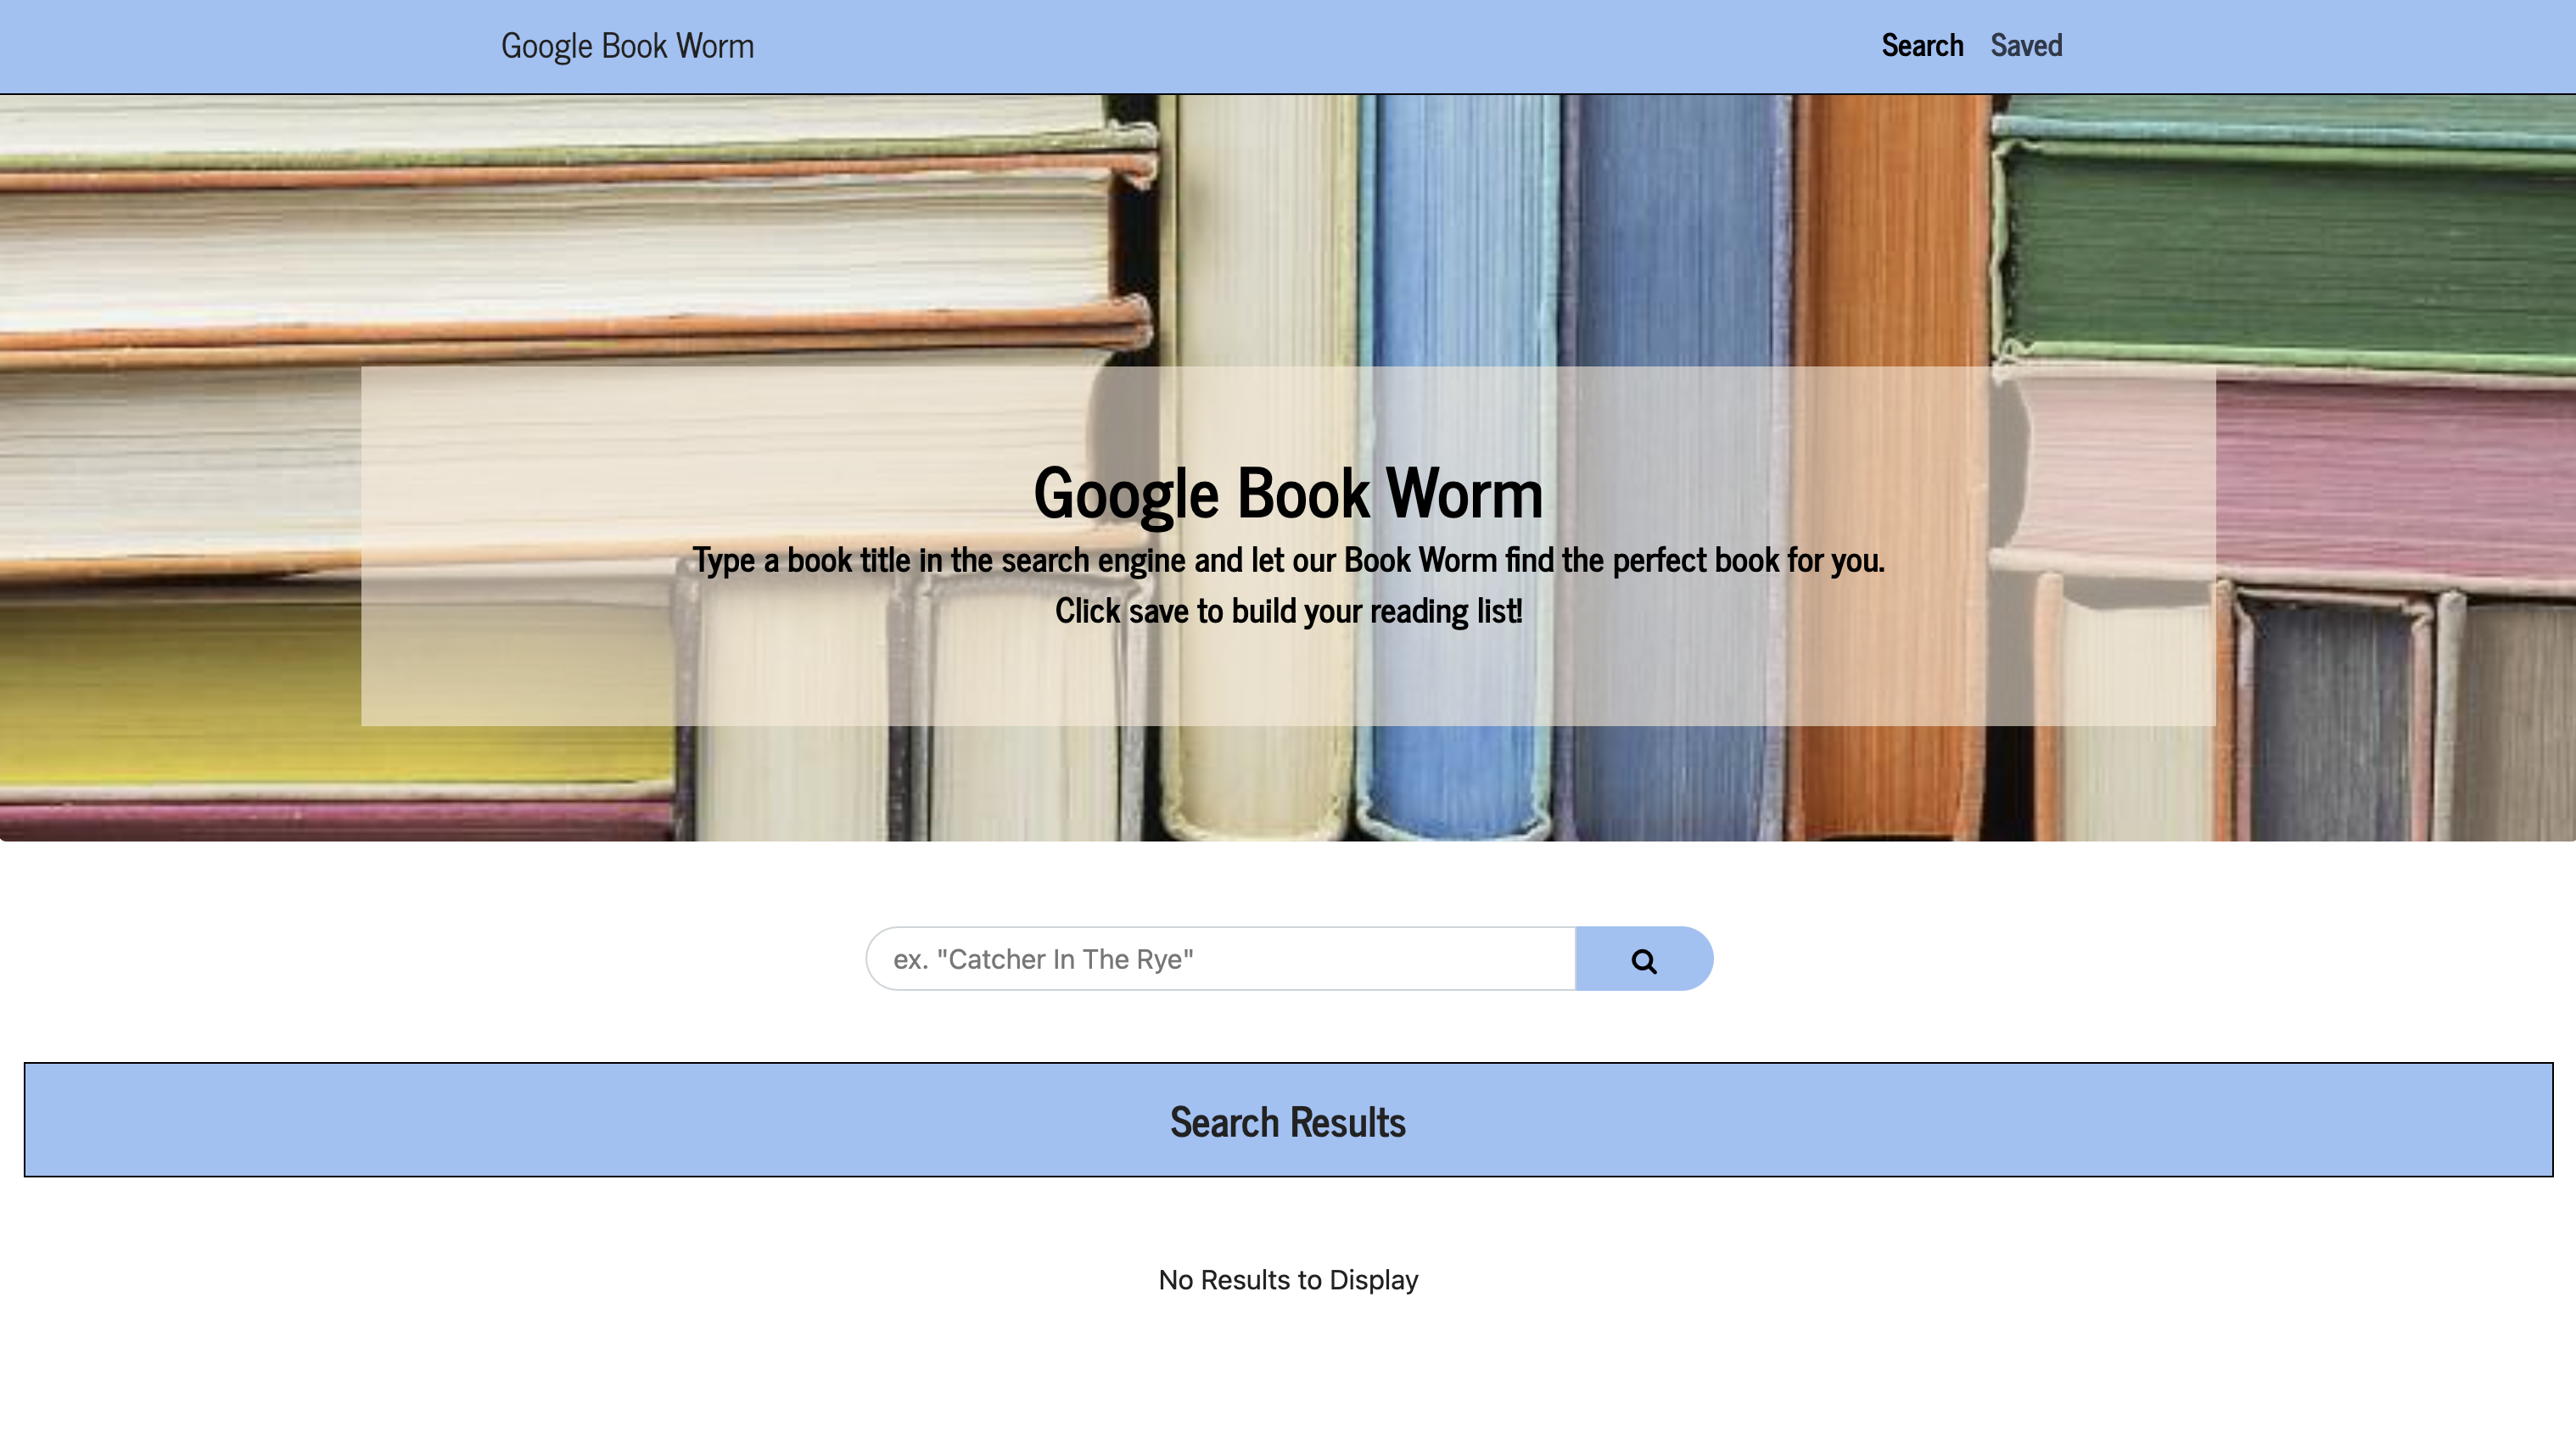 Google Book Worm
Search Saved
Google Book Worm
Type a book title in the search engine and let our Book Worm find the perfect book for you.
Click save to build your reading list!
ex. "Catcher In The Rye"
Search Results
No Results to Display